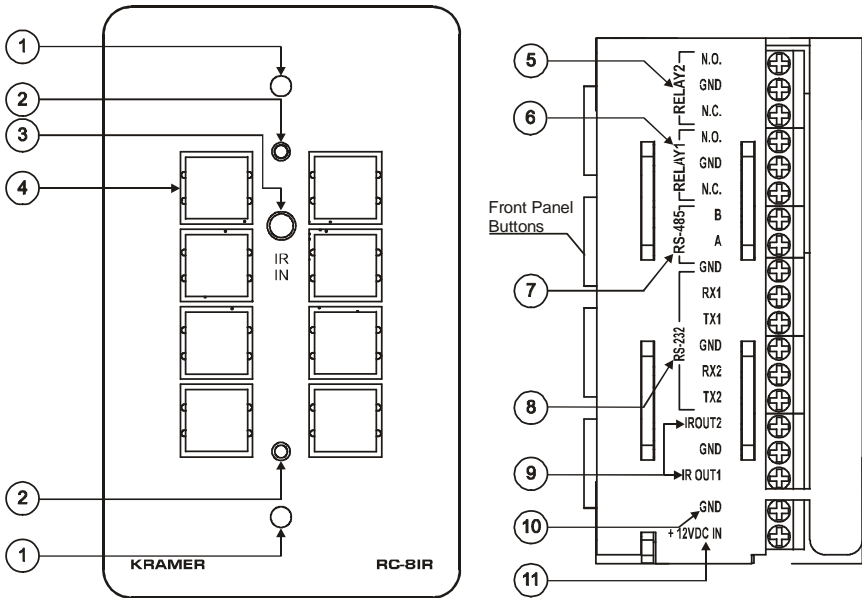 1
2
3
4
IR
IN
2
1
KRAMER
RC-8IR
5
6
7
8
9
10
11
Front Panel
Buttons
RELAY2
RELAY1
RS-485
RS-232
N.O.
GND
N.C.
N.O.
GND
N.C.
B
A
GND
RX1
TX1
GND
RX2
TX2
IROUT2
GND
IR OUT1
GND
+ 12VDC IN